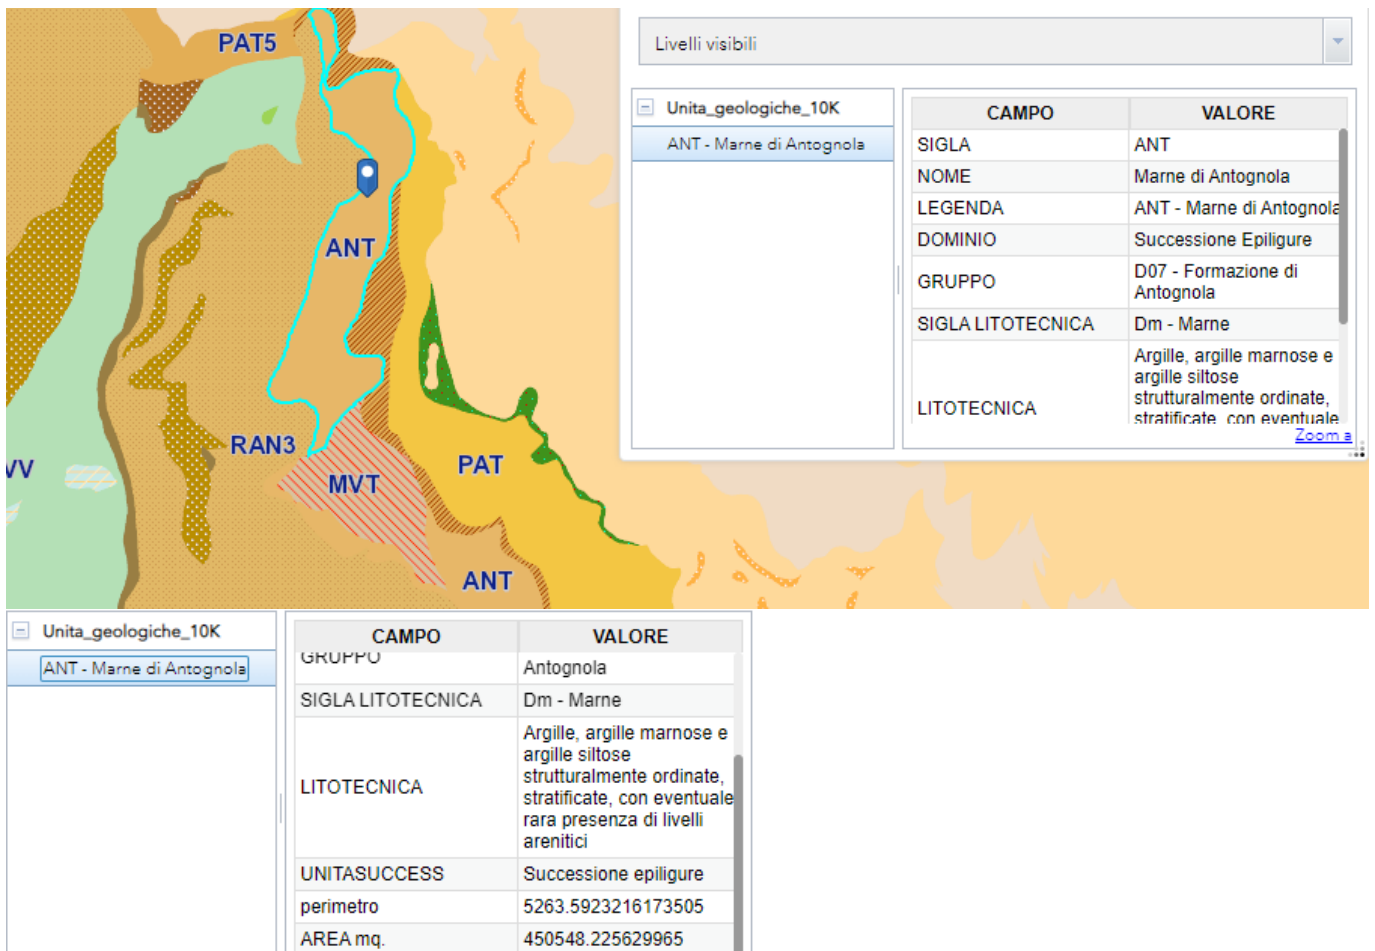 PAT5
ANT
RAN3
VV
MVT
PAT
ANT
Livelli visibili
Unita_geologiche_10K
ANT - Marne di Antognola
CAMPO VALORE
SIGLA ANT
NOME Marne di Antognola
LEGENDA ANT - Marne di Antognola
DOMINIO Successione Epiligure
GRUPPO D07 - Formazione di
Antognola
SIGLA LITOTECNICA Dm - Marne
LITOTECNICA Argille, argille marnose e
argille siltose
strutturalmente ordinate,
stratificate, con eventuale
Zoom a
Unita_geologiche_10K
ANT - Marne di Antognola
CAMPO VALORE
GRUPPO Antognola
SIGLA LITOTECNICA Dm - Marne
LITOTECNICA Argille, argille marnose e
argille siltose
strutturalmente ordinate,
stratificate, con eventuale
rara presenza di livelli
arenitici
UNITASUCCESS Successione epiligure
perimetro 5263.5923216173505
AREA mq. 450548.225629965